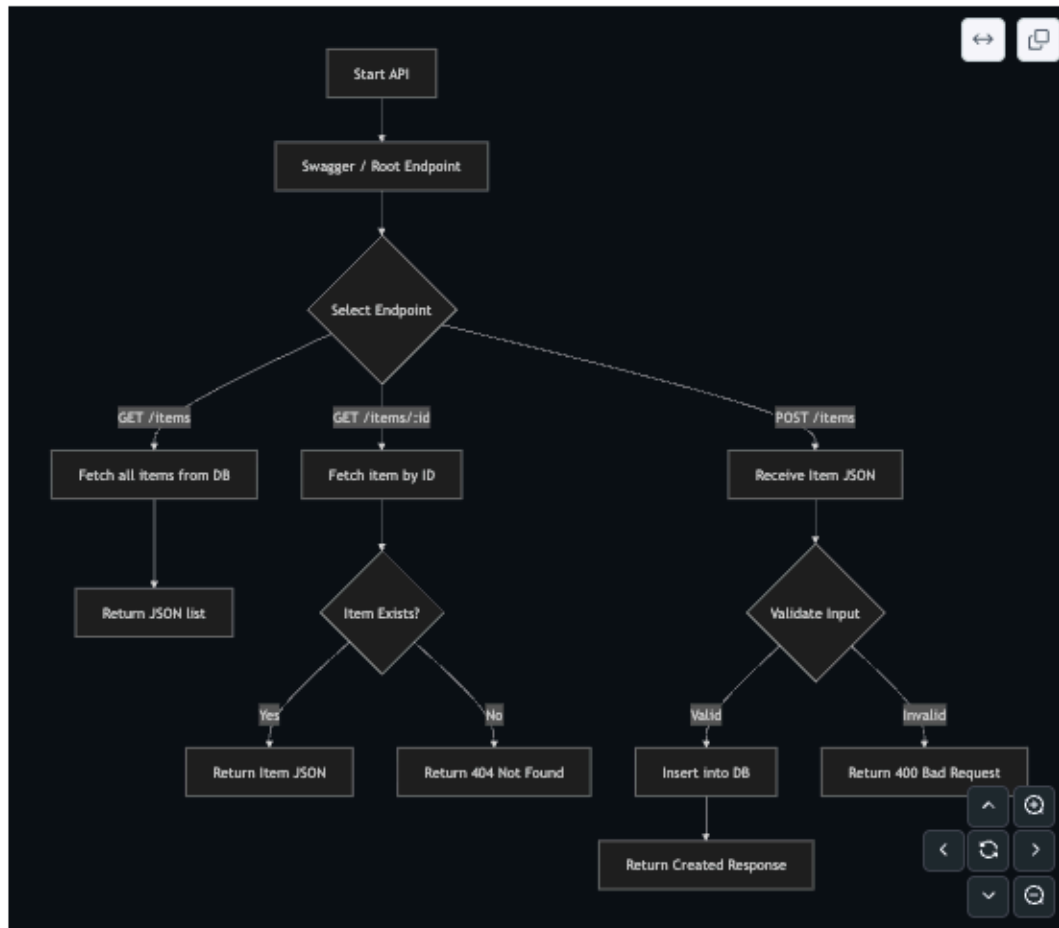 Start API
Swagger / Root Endpoint
Select Endpoint
GET /items
GET /items/:id
POST /items
Fetch all items from DB
Fetch item by ID
Receive Item JSON
Return JSON list
Item Exists?
Validate Input
Yes
No
Valid
Invalid
Return Item JSON
Return 404 Not Found
Insert into DB
Return 400 Bad Request
Return Created Response